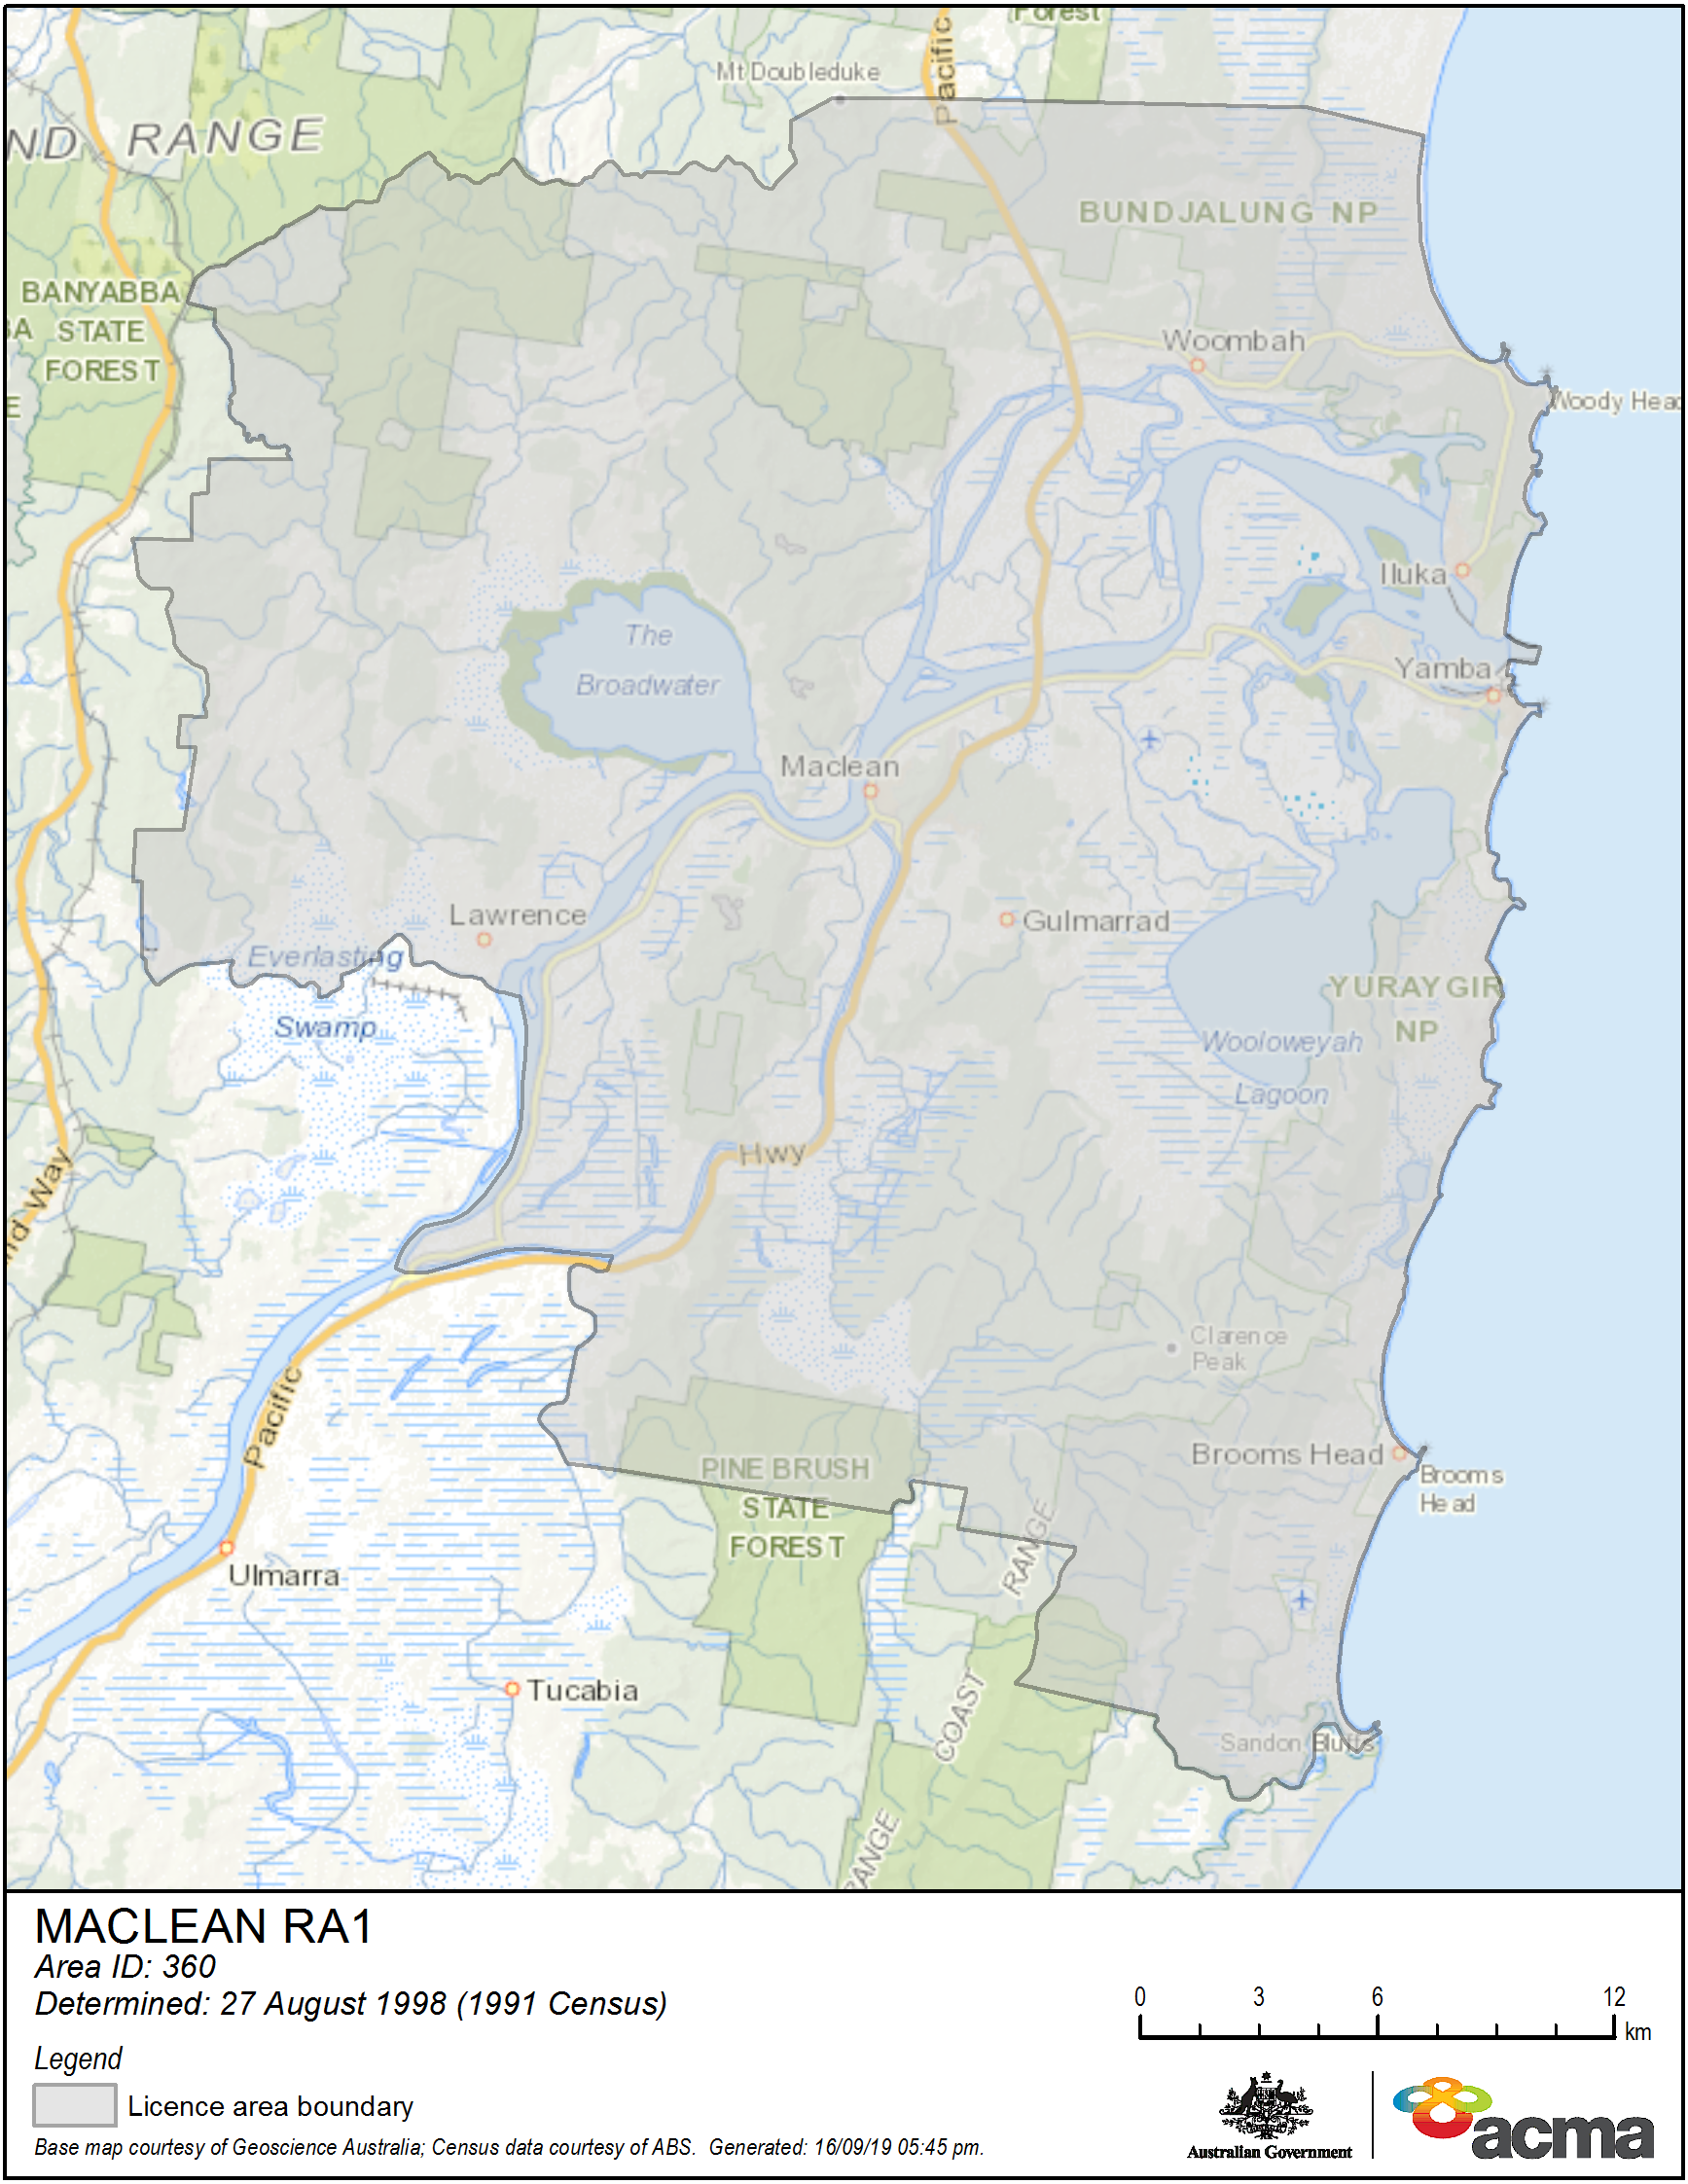 Forest
Pacific
Mt Doubleduke
ND RANGE
BUNDJALUNG NP
BANYABBA
BA STATE
FOREST
E
Woombah
Woody Head
Iluka
The
Broadwater
Yamba
Maclean
Lawrence
Gulmarrad
Everlasting
Swamp
YURAYGIR
NP
Wooloweyah
Lagoon
Hwy
nd Way
Clarence
Peak
Pacific
Brooms Head
Brooms
Head
PINE BRUSH
STATE
FOREST
RANGE
Ulmarra
Tucabia
COAST
Sandon Bluffs
RANGE
MACLEAN RA1
Area ID: 360
Determined: 27 August 1998 (1991 Census)
0 3 6 12
km
Legend
Licence area boundary
Base map courtesy of Geoscience Australia; Census data courtesy of ABS. Generated: 16/09/19 05:45 pm.
Australian Government
acma